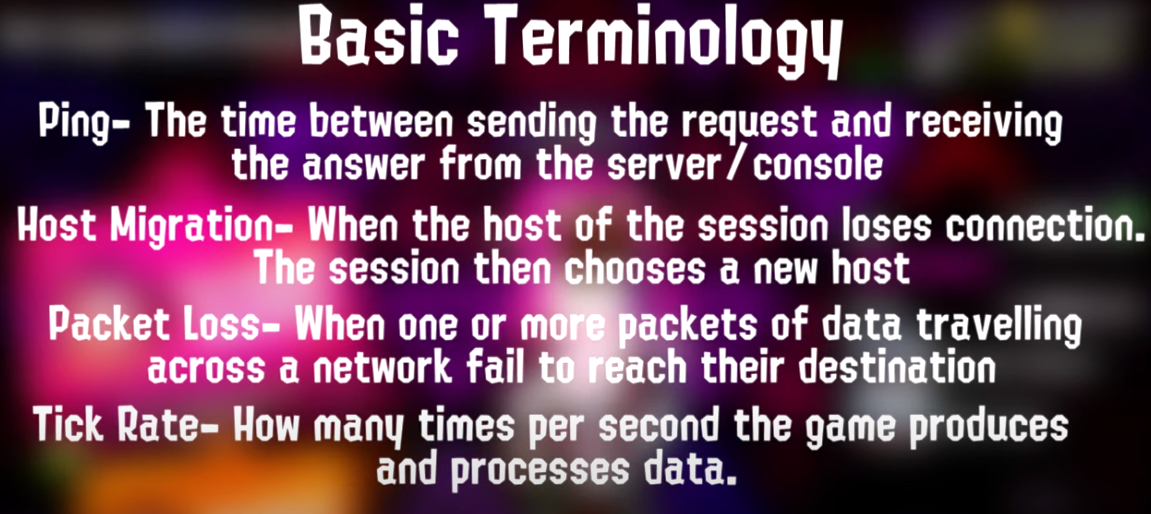 Basic Terminology
Ping- The time between sending the request and receiving
the answer from the server/console
Host Migration- When the host of the session loses connection.
The session then chooses a new host
Packet Loss- When one or more packets of data travelling
across a network fail to reach their destination
Tick Rate- How many times per second the game produces
and processes data.